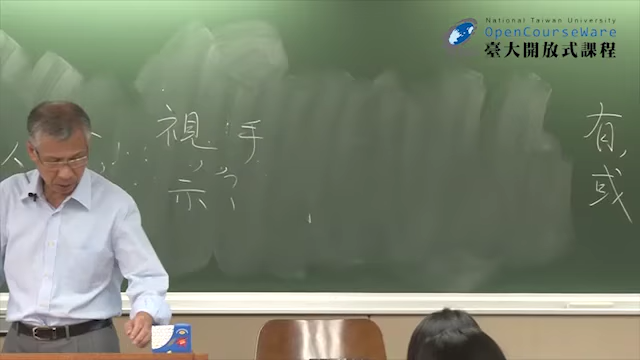 National Taiwan University
OpenCourseWare
臺大開放式課程
視 手
示
有,
或